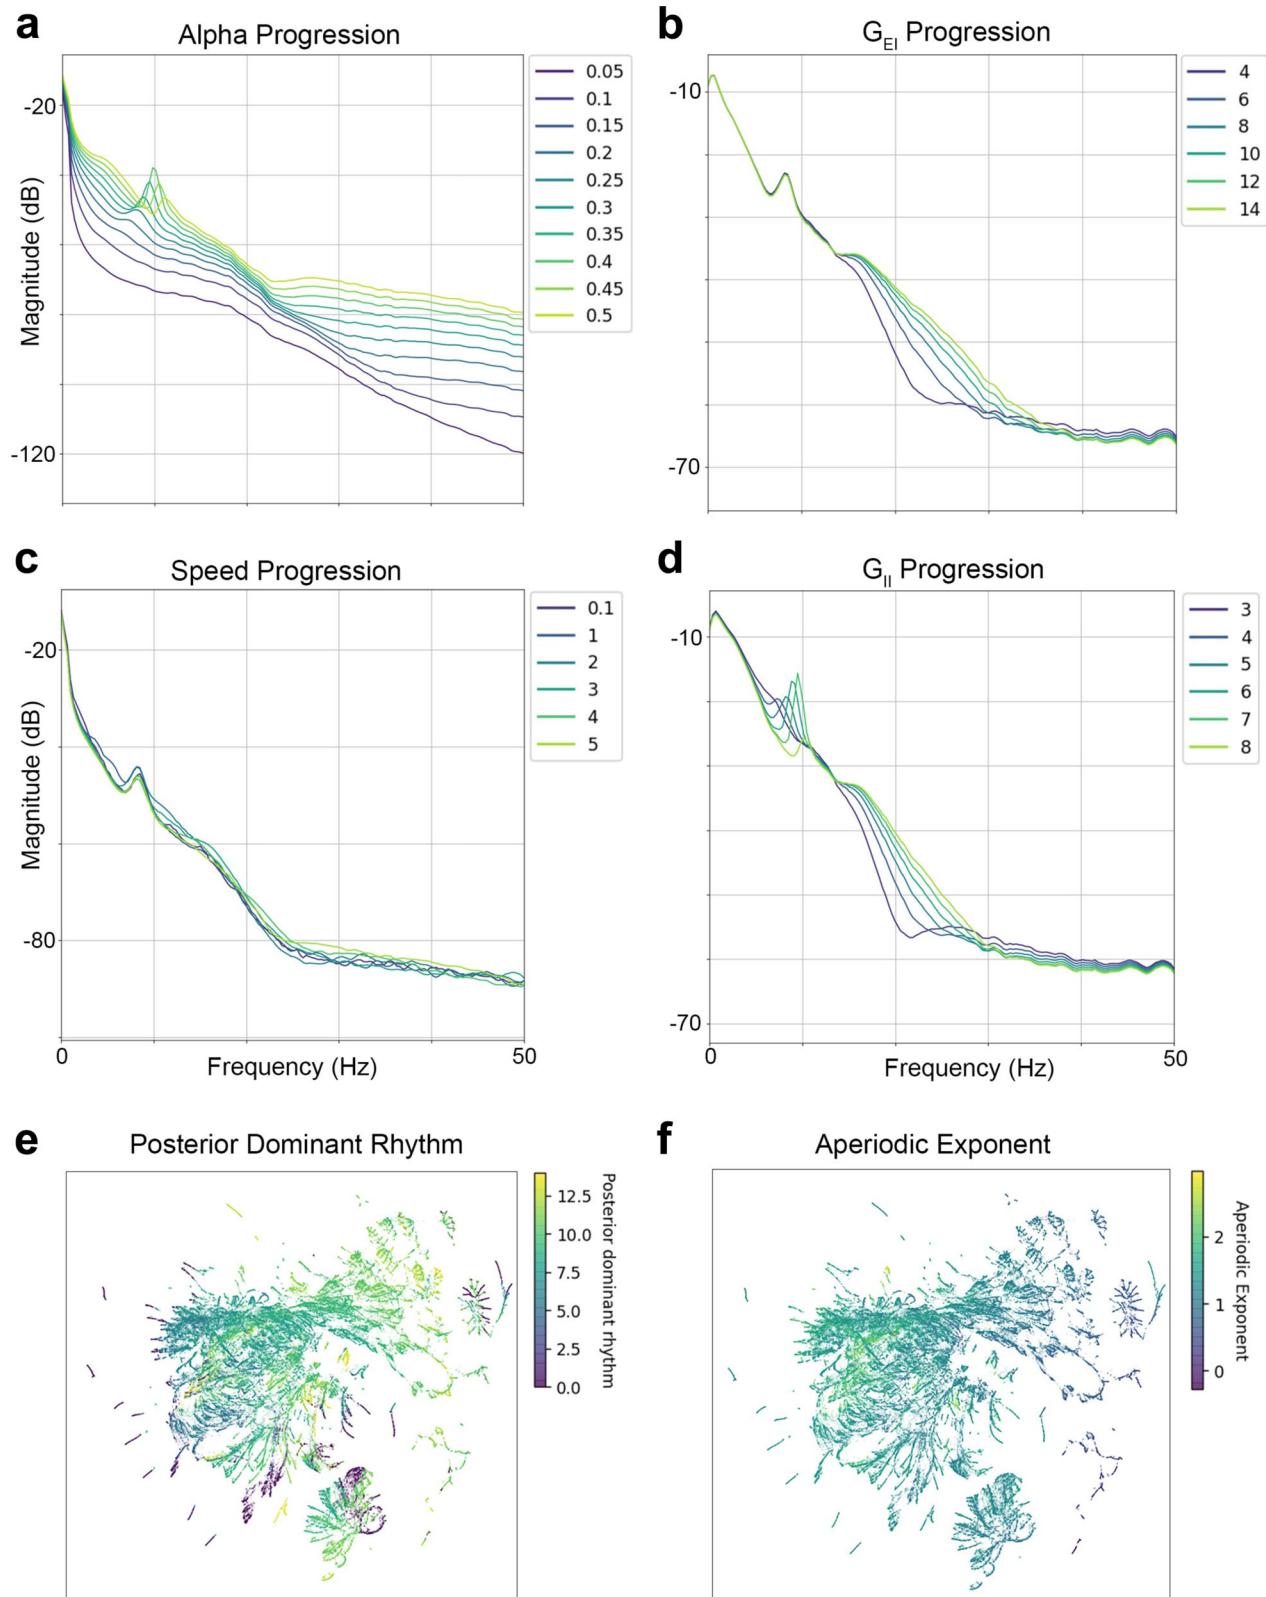 a
Alpha Progression
-20
-120
Magnitude (dB)
0.05
0.1
0.15
0.2
0.25
0.3
0.35
0.4
0.45
0.5
b
G_EI Progression
-10
-70
4
6
8
10
12
14
c
Speed Progression
-20
-80
Magnitude (dB)
0
50
Frequency (Hz)
0.1
1
2
3
4
5
d
G_II Progression
-10
-70
0
50
Frequency (Hz)
3
4
5
6
7
8
e
Posterior Dominant Rhythm
12.5
10.0
7.5
5.0
2.5
0.0
Posterior dominant rhythm
f
Aperiodic Exponent
2
1
0
Aperiodic Exponent